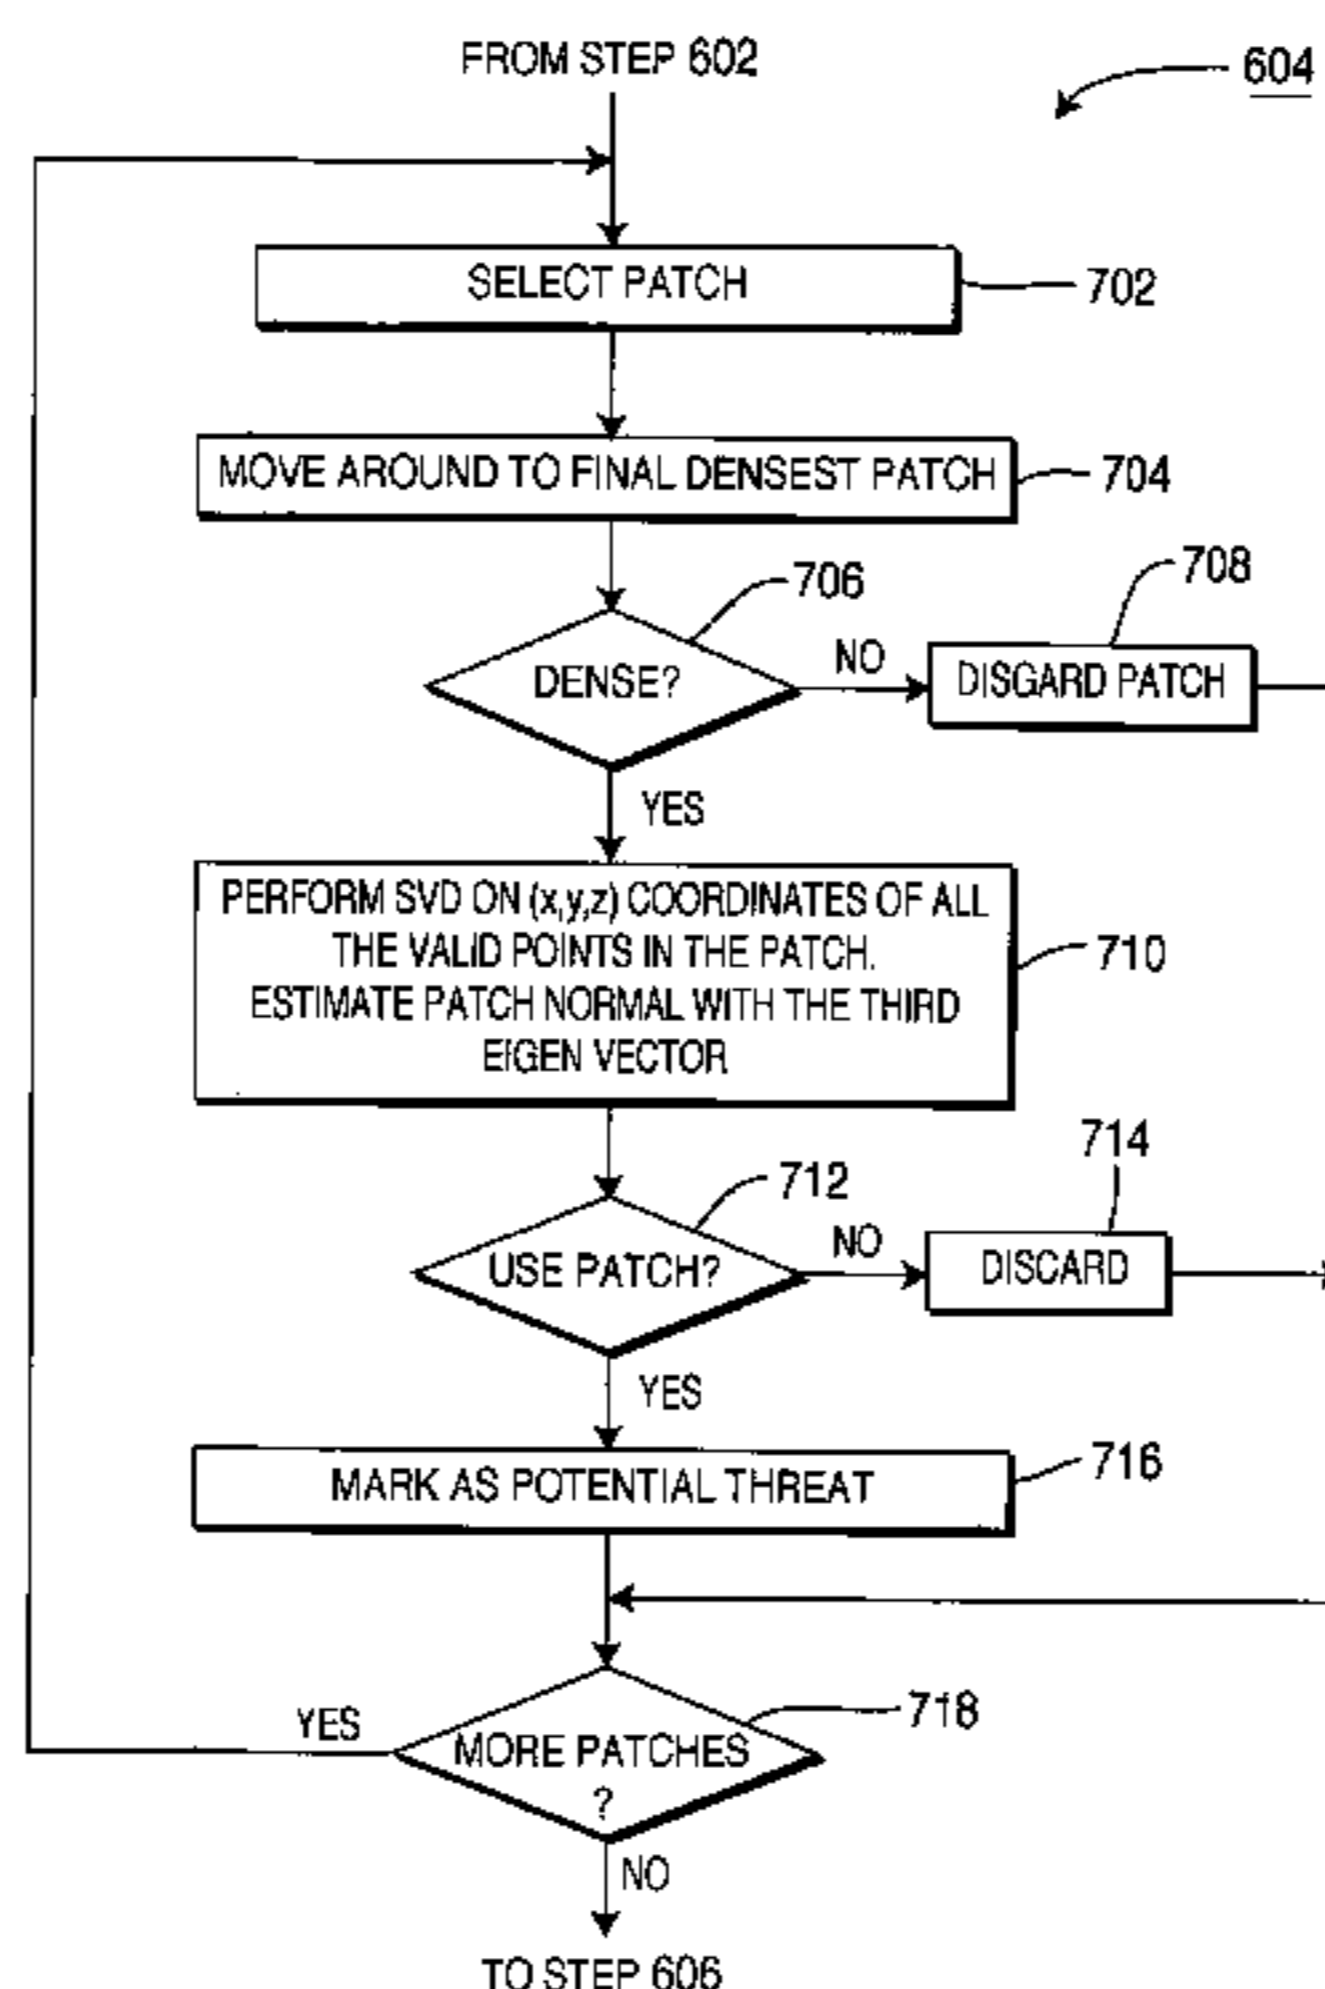 FROM STEP 602
604
SELECT PATCH
702
MOVE AROUND TO FINAL DENSEST PATCH
704
706
708
DENSE?
NO
DISGARD PATCH
YES
PERFORM SVD ON (x,y,z) COORDINATES OF ALL
THE VALID POINTS IN THE PATCH.
ESTIMATE PATCH NORMAL WITH THE THIRD
EIGEN VECTOR
710
712
714
USE PATCH?
NO
DISCARD
YES
MARK AS POTENTIAL THREAT
716
718
YES
MORE PATCHES
?
NO
TO STEP 606